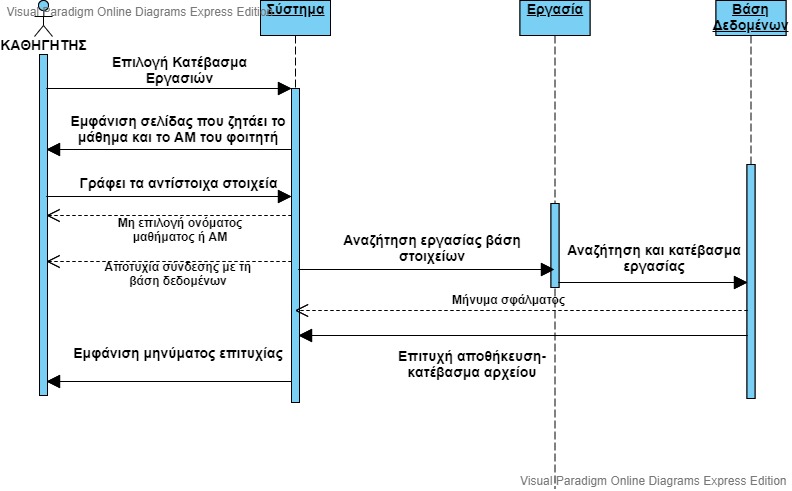 Visual Paradigm Online Diagrams Express Edition
ΚΑΘΗΓΗΤΗΣ
Σύστημα
Εργασία
Βάση
Δεδομένων
Επιλογή Κατέβασμα
Εργασιών
Εμφάνιση σελίδας που ζητάει το
μάθημα και το ΑΜ του φοιτητή
Γράφει τα αντίστοιχα στοιχεία
Μη επιλογή ονόματος
μαθήματος ή ΑΜ
Αναζήτηση εργασίας βάση
στοιχείων
Αναζήτηση και κατέβασμα
εργασίας
Αποτυχία σύνδεσης με τη
βάση δεδομένων
Μήνυμα σφάλματος
Εμφάνιση μηνύματος επιτυχίας
Επιτυχή αποθήκευση-
κατέβασμα αρχείου
Visual Paradigm Online Diagrams Express Edition